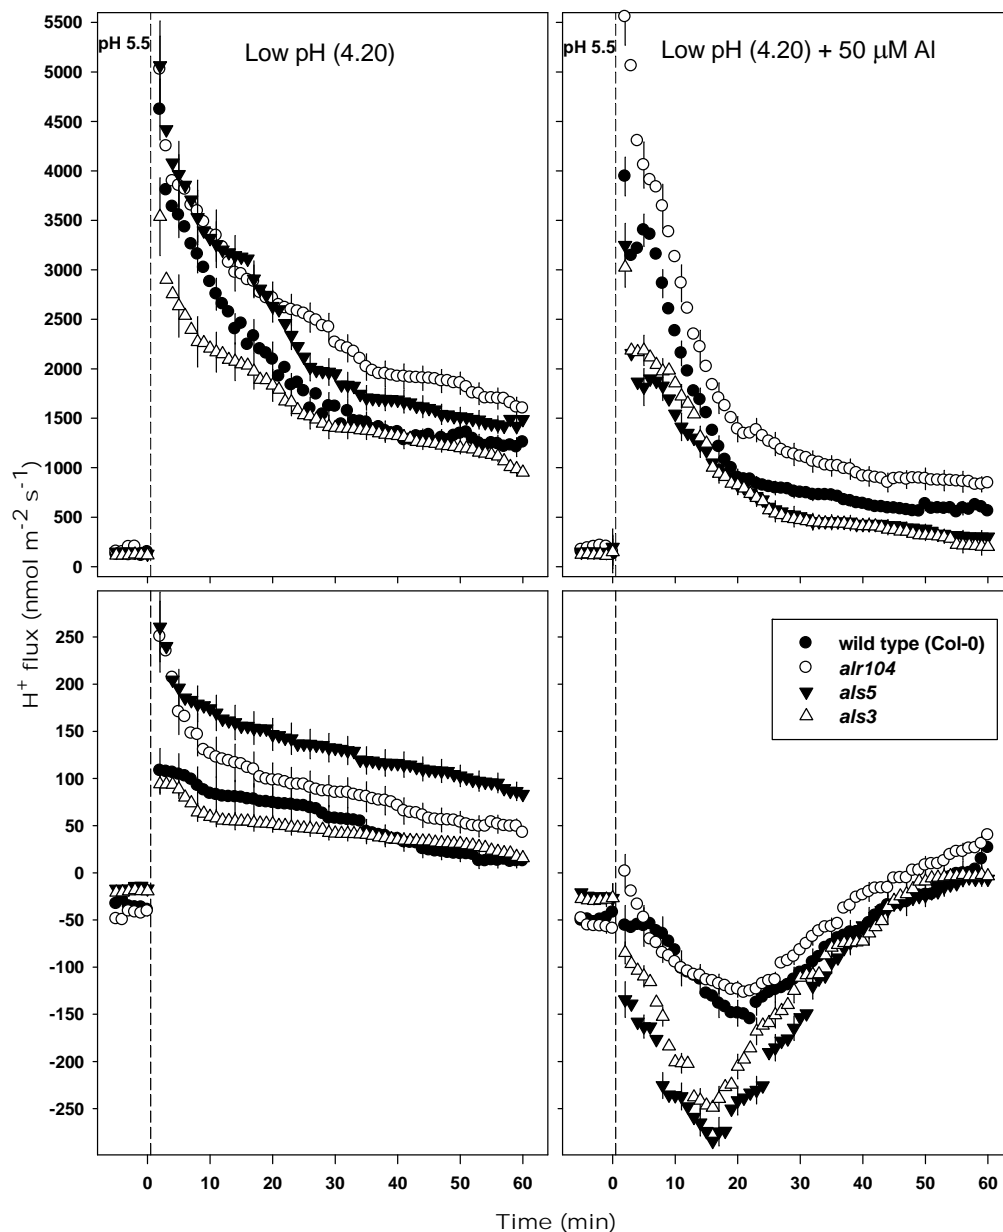 pH 5.5
Low pH (4.20)
pH 5.5
Low pH (4.20) + 50 µM Al
5500
5000
4500
4000
3500
3000
2500
2000
1500
1000
500
0
H⁺ flux (nmol m⁻² s⁻¹)
250
200
150
100
50
0
-50
-100
-150
-200
-250
wild type (Col-0)
alr104
als5
als3
0 10 20 30 40 50 60
0 10 20 30 40 50 60
Time (min)